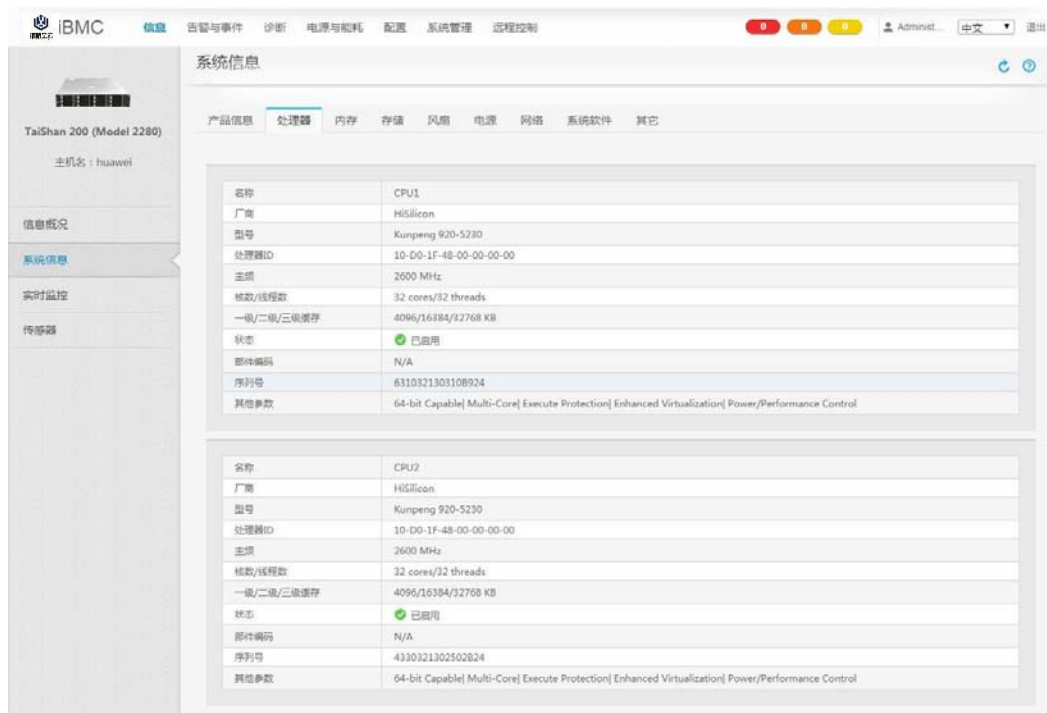 iBMC 信息 告警与事件 诊断 电源与能耗 配置 系统管理 远程控制 0 0 0 Administ... 中文 退出
系统信息
TaiShan 200 (Model 2280)
主机名：huawei
信息概况
系统信息
实时监控
传感器
产品信息 处理器 内存 存储 风扇 电源 网络 系统软件 其它
名称 CPU1
厂商 HiSilicon
型号 Kunpeng 920-5230
处理器ID 10-D0-1F-48-00-00-00-00
主频 2600 MHz
核数/线程数 32 cores/32 threads
一级/二级/三级缓存 4096/16384/32768 KB
状态 已启用
部件编码 N/A
序列号 6310321303108924
其他参数 64-bit Capable| Multi-Core| Execute Protection| Enhanced Virtualization| Power/Performance Control
名称 CPU2
厂商 HiSilicon
型号 Kunpeng 920-5230
处理器ID 10-D0-1F-48-00-00-00-00
主频 2600 MHz
核数/线程数 32 cores/32 threads
一级/二级/三级缓存 4096/16384/32768 KB
状态 已启用
部件编码 N/A
序列号 4330321302502B24
其他参数 64-bit Capable| Multi-Core| Execute Protection| Enhanced Virtualization| Power/Performance Control